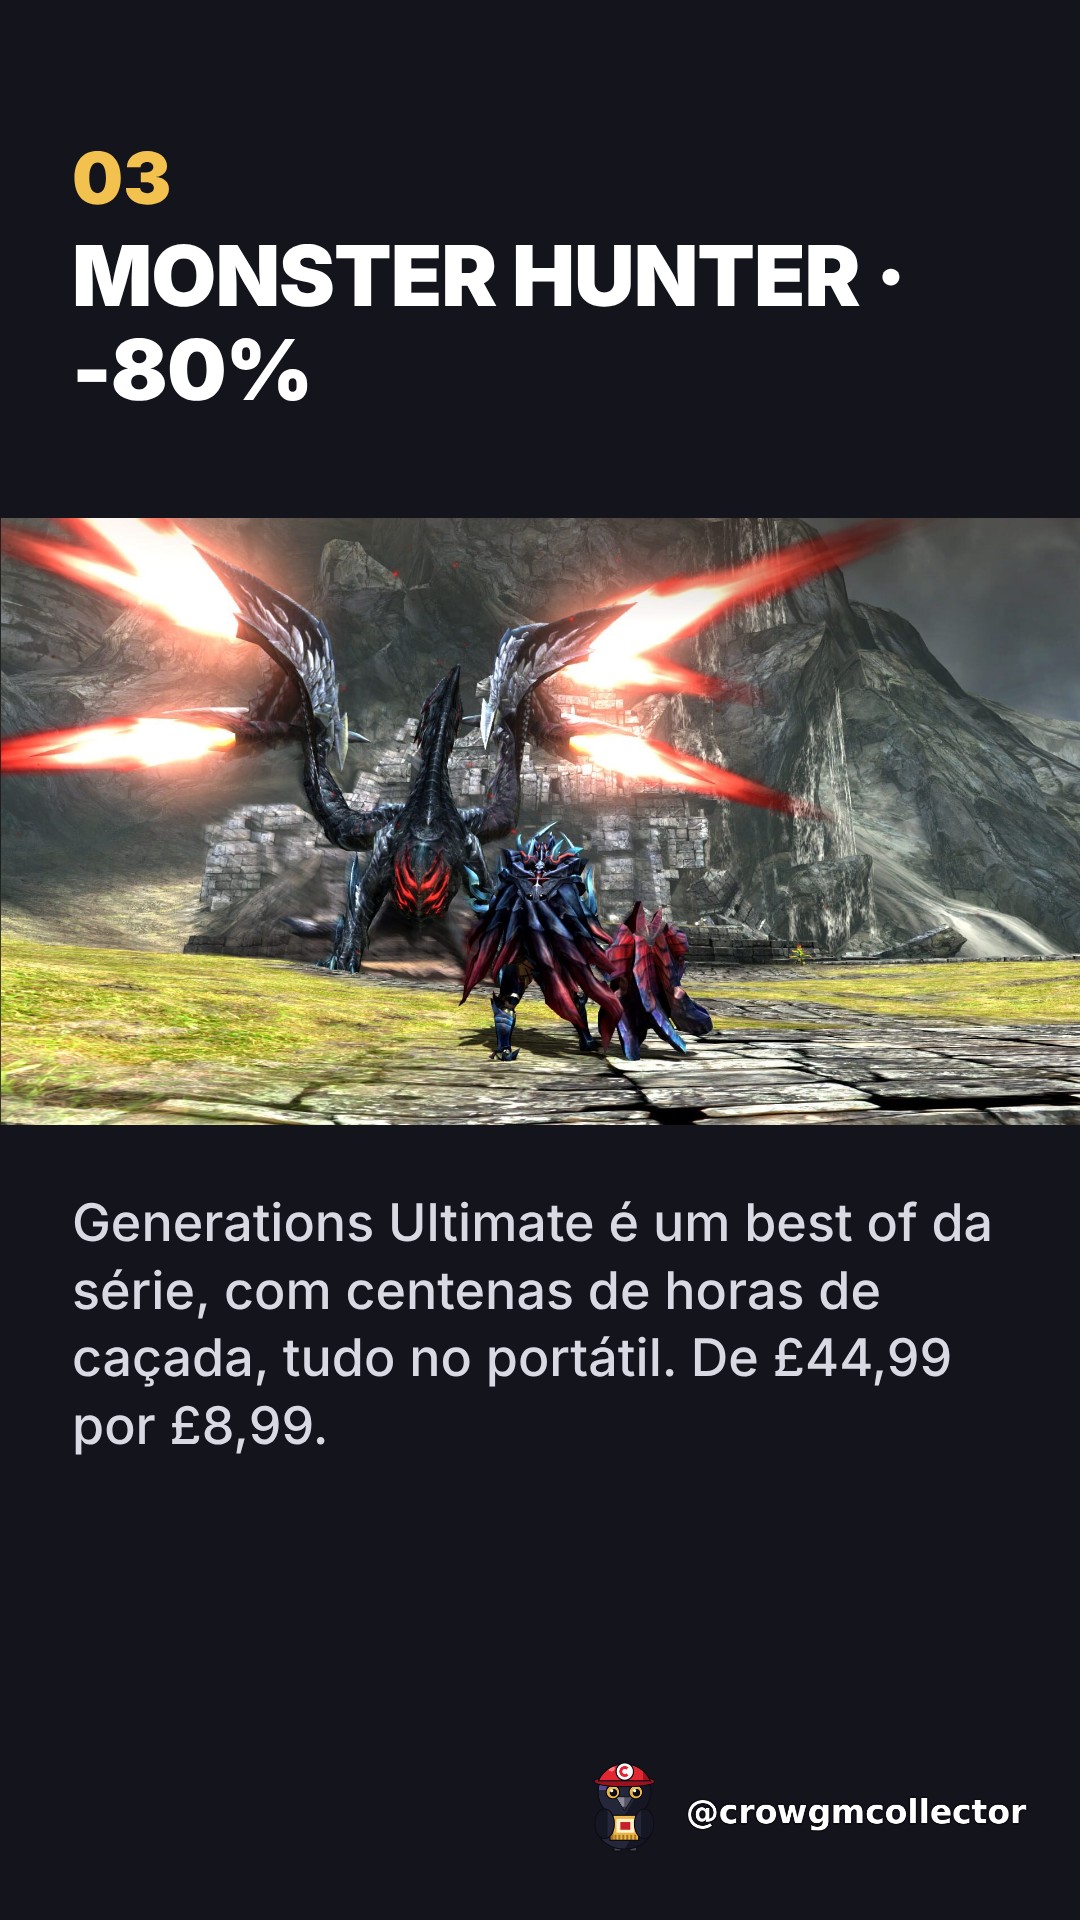 03
MONSTER HUNTER ·
-80%
Generations Ultimate é um best of da
série, com centenas de horas de
caçada, tudo no portátil. De £44,99
por £8,99.
C
@crowgmcollector